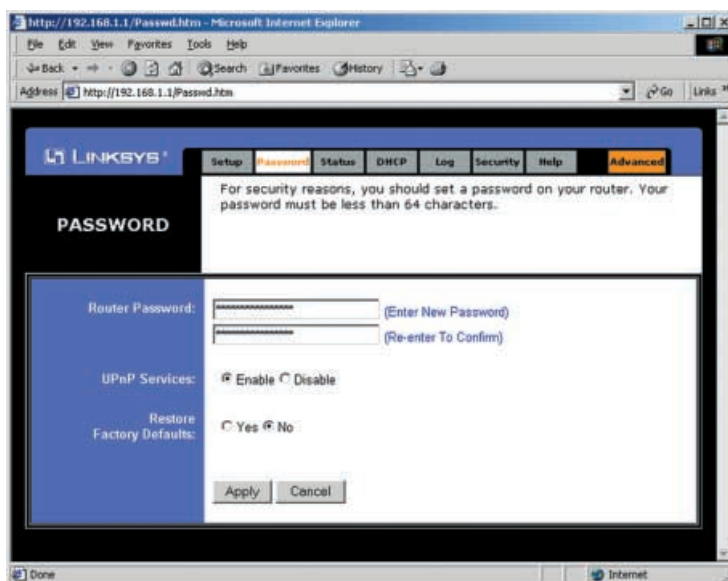 http://192.168.1.1/Passwd.htm - Microsoft Internet Explorer
File Edit View Favorites Tools Help
Back Search Favorites History
Address http://192.168.1.1/Passwd.htm Go Links »
LINKSYS®
Setup Password Status DHCP Log Security Help Advanced
PASSWORD
For security reasons, you should set a password on your router. Your
password must be less than 64 characters.
Router Password: *************** (Enter New Password)
*************** (Re-enter To Confirm)
UPnP Services: Enable Disable
Restore
Factory Defaults: Yes No
Apply Cancel
Done Internet